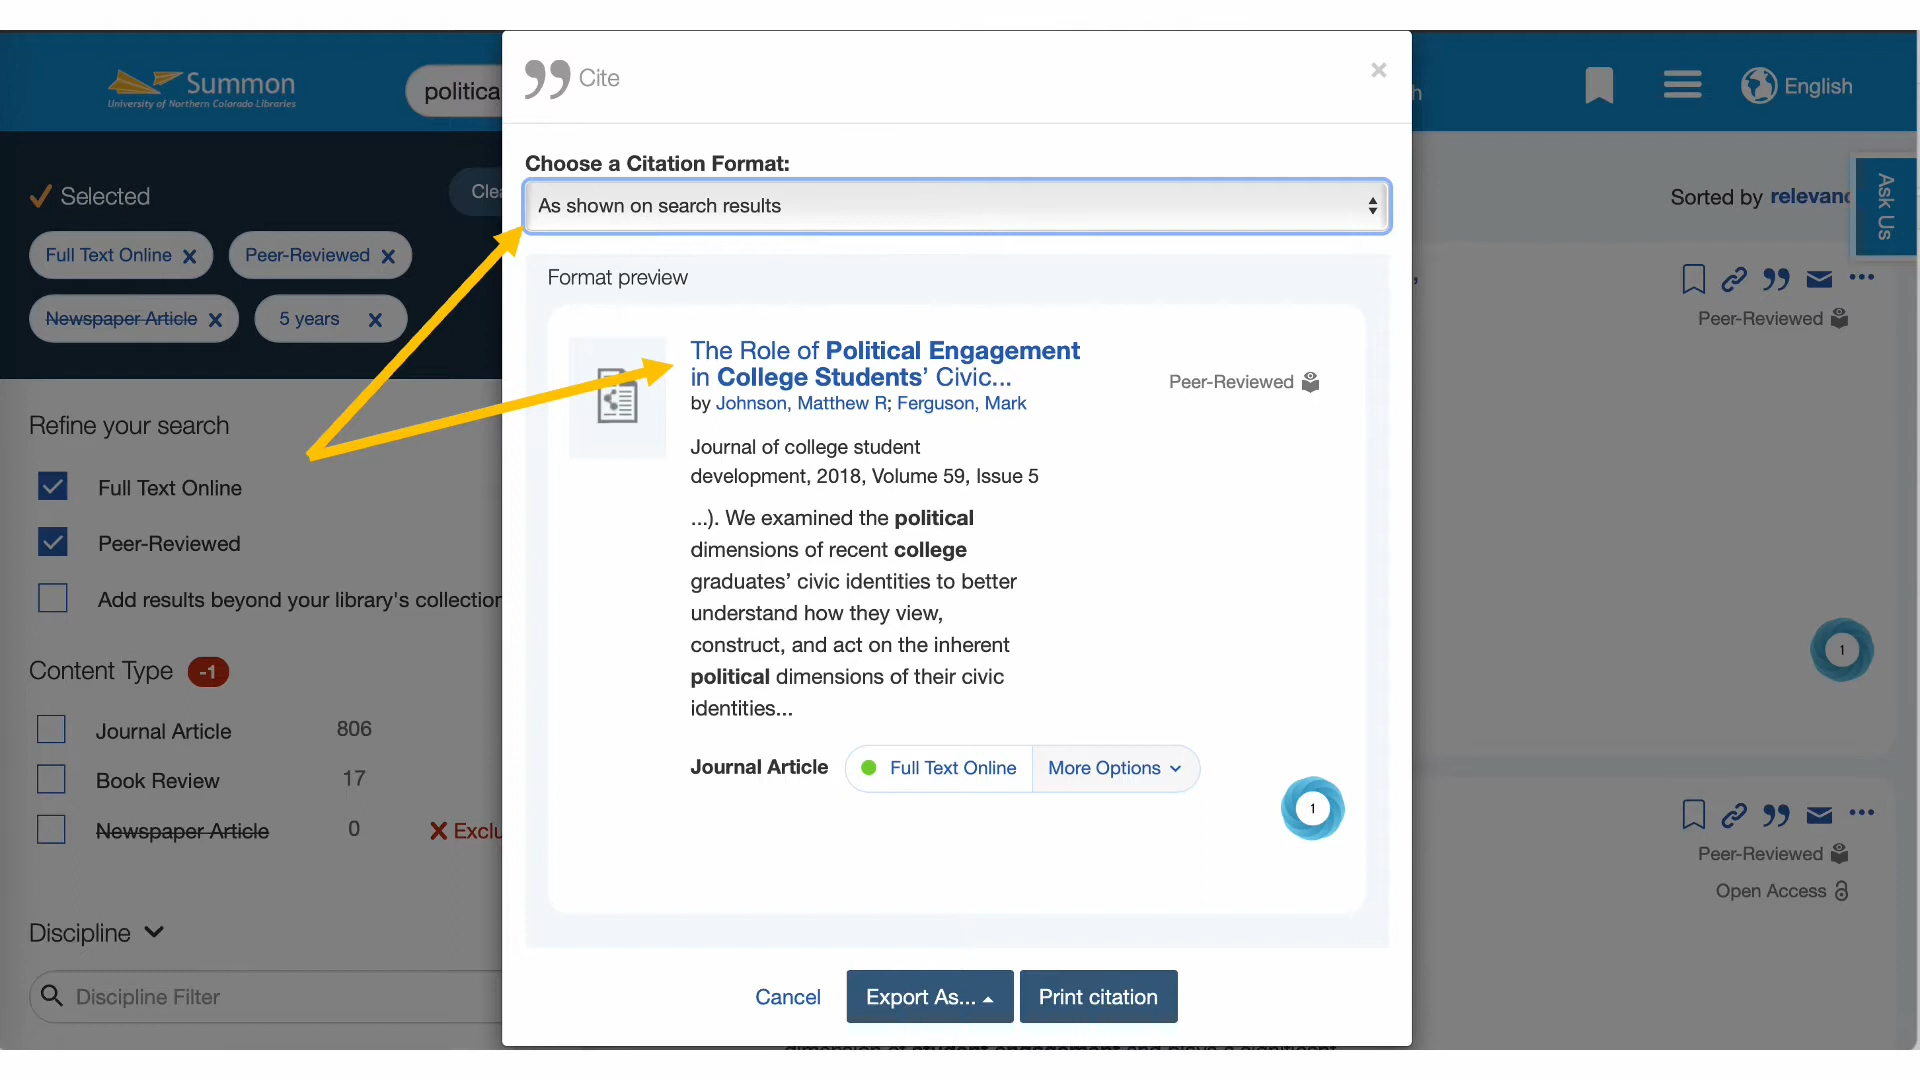 Summon
University of Northern Colorado Libraries
politica
Cite
×
English
Choose a Citation Format:
As shown on search results
Selected
Full Text Online
Peer-Reviewed
Newspaper Article
5 years
Sorted by relevan
Ask Us
Format preview
The Role of Political Engagement
in College Students’ Civic...
by Johnson, Matthew R; Ferguson, Mark
Peer-Reviewed
Journal of college student
development, 2018, Volume 59, Issue 5
...). We examined the political
dimensions of recent college
graduates’ civic identities to better
understand how they view,
construct, and act on the inherent
political dimensions of their civic
identities...
Journal Article
Full Text Online
More Options
1
Cancel
Export As...
Print citation
Refine your search
Full Text Online
Peer-Reviewed
Add results beyond your library's collection
Content Type -1
Journal Article 806
Book Review 17
Newspaper Article 0
Exclu
Discipline
Discipline Filter
Peer-Reviewed
1
Peer-Reviewed
Open Access